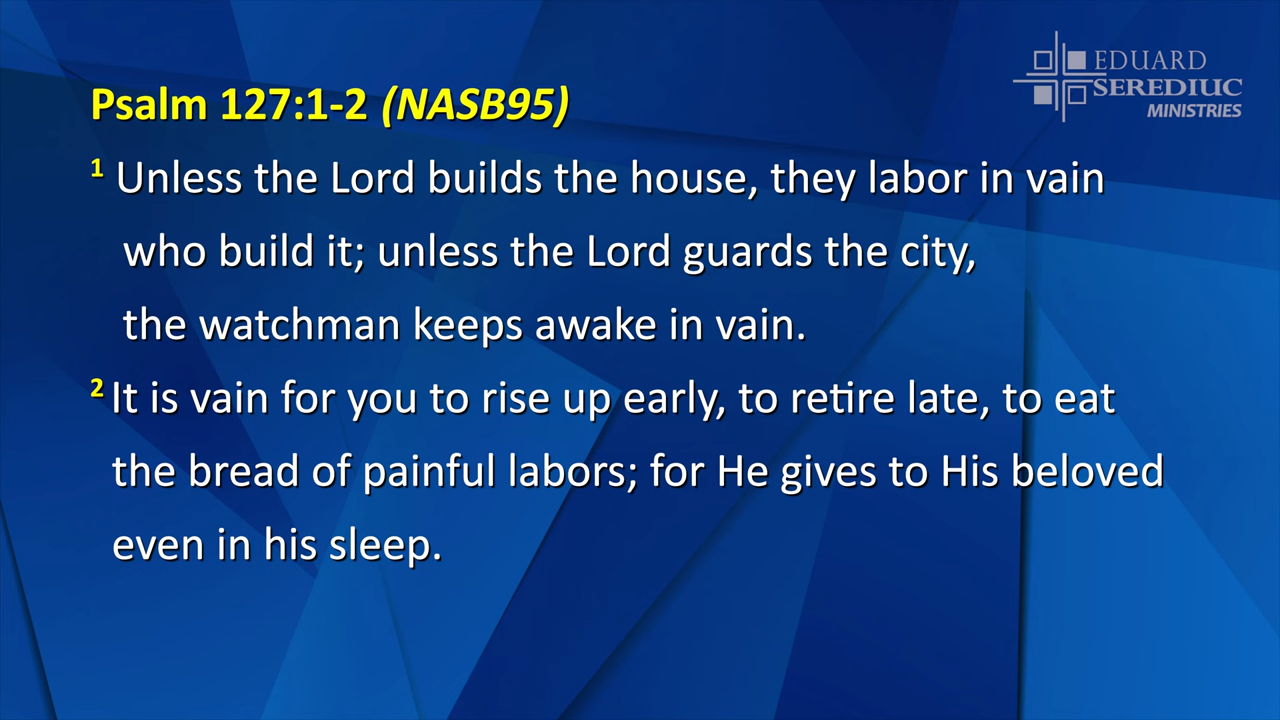 EDUARD
SEREDIUC
MINISTRIES
Psalm 127:1-2 (NASB95)
1 Unless the Lord builds the house, they labor in vain
who build it; unless the Lord guards the city,
the watchman keeps awake in vain.
2 It is vain for you to rise up early, to retire late, to eat
the bread of painful labors; for He gives to His beloved
even in his sleep.